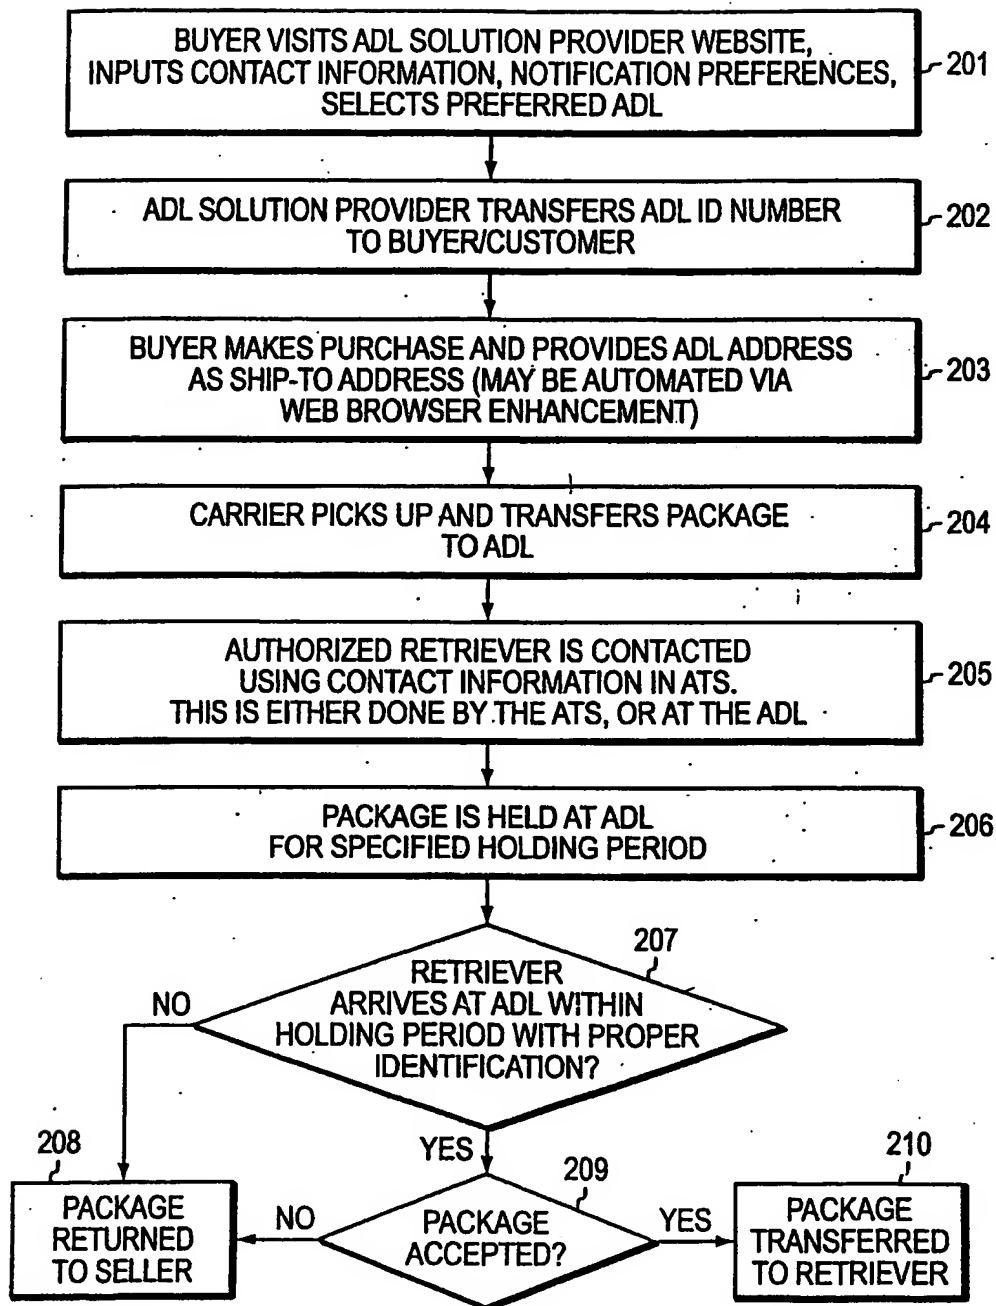 BUYER VISITS ADL SOLUTION PROVIDER WEBSITE,
INPUTS CONTACT INFORMATION, NOTIFICATION PREFERENCES,
SELECTS PREFERRED ADL
201
ADL SOLUTION PROVIDER TRANSFERS ADL ID NUMBER
TO BUYER/CUSTOMER
202
BUYER MAKES PURCHASE AND PROVIDES ADL ADDRESS
AS SHIP-TO ADDRESS (MAY BE AUTOMATED VIA
WEB BROWSER ENHANCEMENT)
203
CARRIER PICKS UP AND TRANSFERS PACKAGE
TO ADL
204
AUTHORIZED RETRIEVER IS CONTACTED
USING CONTACT INFORMATION IN ATS.
THIS IS EITHER DONE BY THE ATS, OR AT THE ADL
205
PACKAGE IS HELD AT ADL
FOR SPECIFIED HOLDING PERIOD
206
207
RETRIEVER
ARRIVES AT ADL WITHIN
HOLDING PERIOD WITH PROPER
IDENTIFICATION?
NO
YES
208
PACKAGE
RETURNED
TO SELLER
NO
209
PACKAGE
ACCEPTED?
YES
210
PACKAGE
TRANSFERRED
TO RETRIEVER